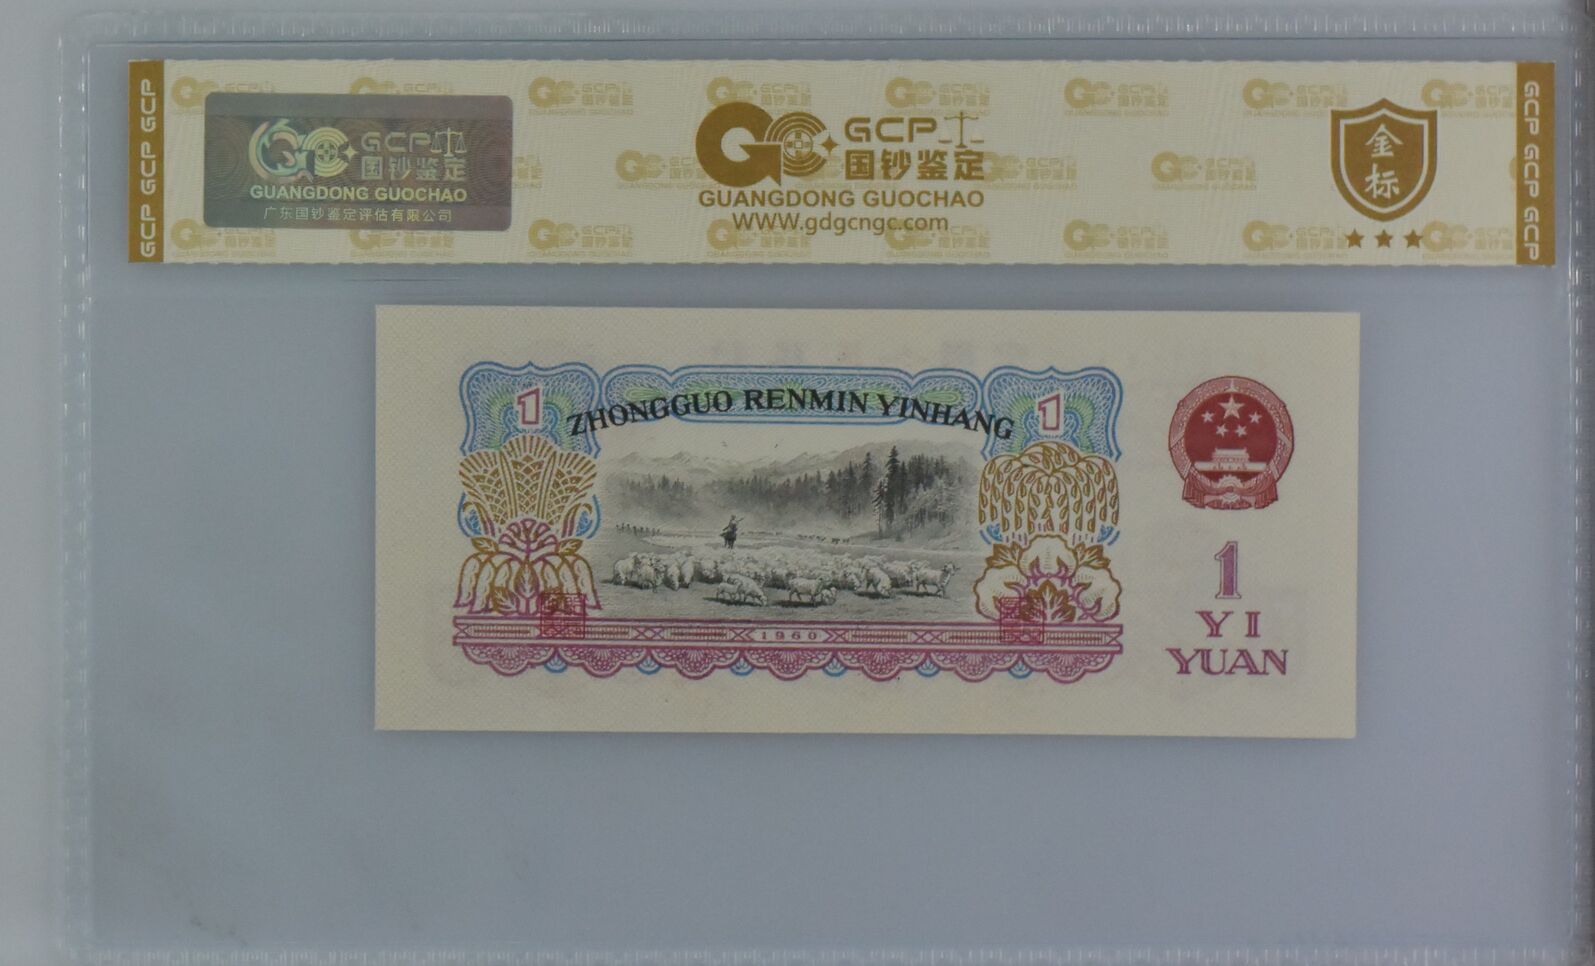 GCP GCP GCP
GCP
国钞鉴定
GUANGDONG GUOCHAO
广东国钞鉴定评估有限公司
GCP
国钞鉴定
GUANGDONG GUOCHAO
WWW.gdgcngc.com
金
标
GCP GCP GCP
1
ZHONGGUO RENMIN YINHANG
1
1960
1
YI
YUAN